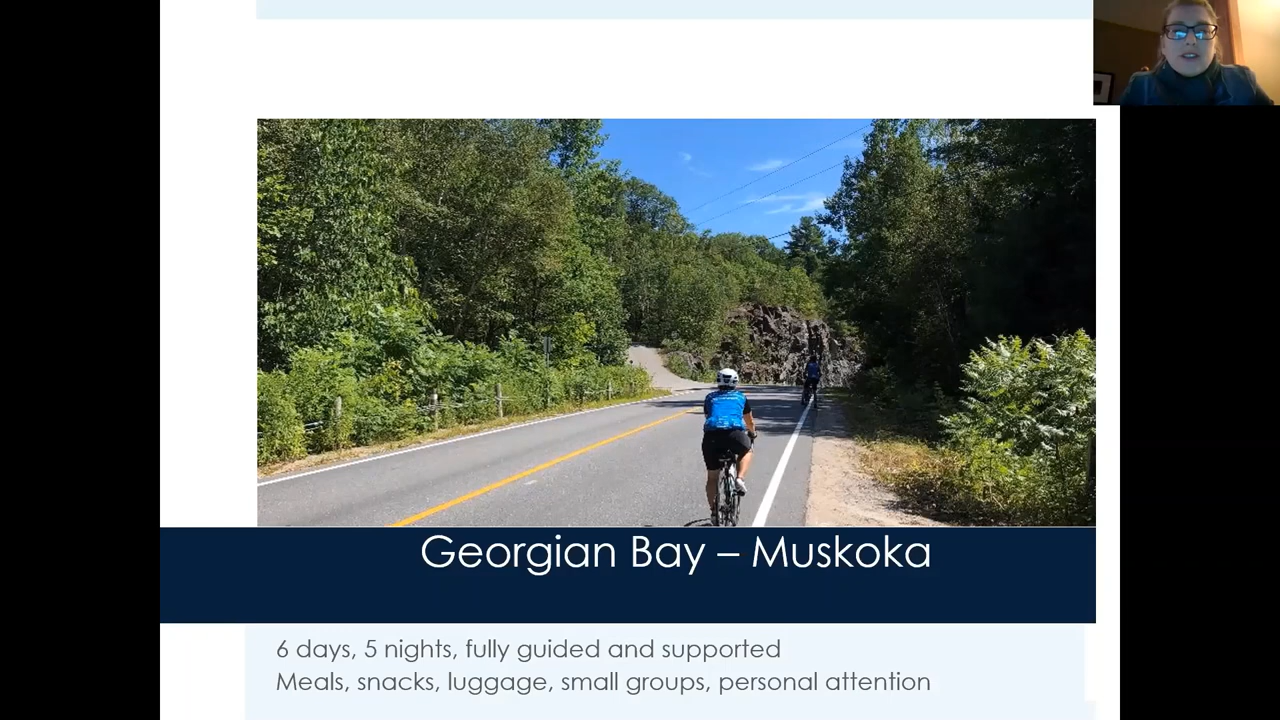 Georgian Bay – Muskoka
6 days, 5 nights, fully guided and supported
Meals, snacks, luggage, small groups, personal attention